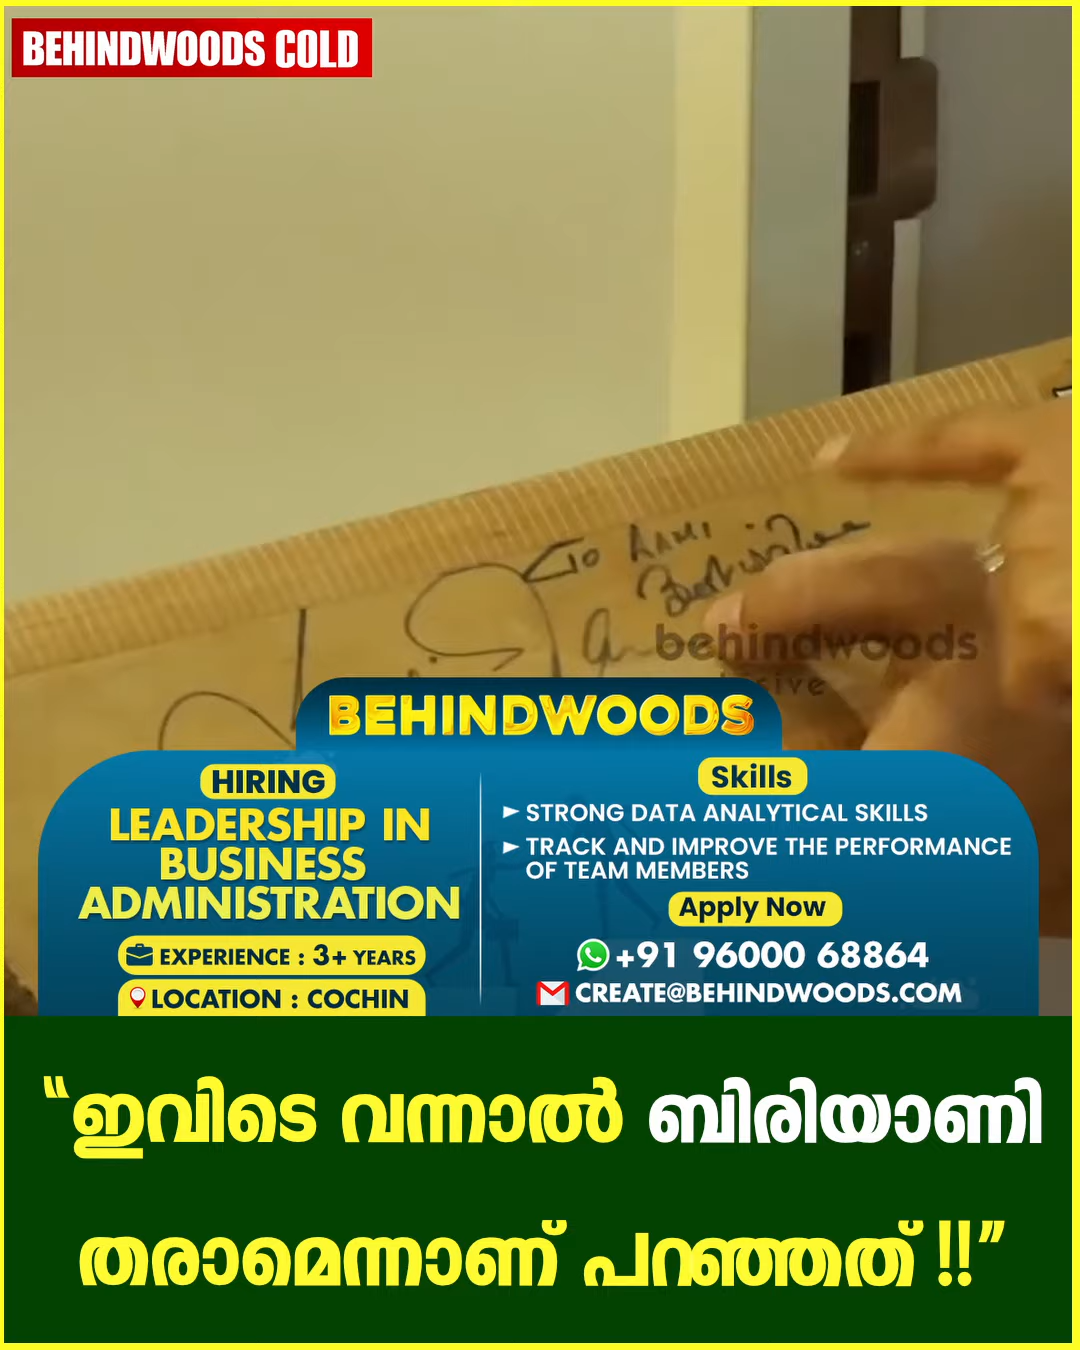 BEHINDWOODS COLD
TO
behindwoods
BEHINDWOODS
HIRING
LEADERSHIP IN
BUSINESS
ADMINISTRATION
EXPERIENCE : 3+ YEARS
LOCATION : COCHIN
Skills
STRONG DATA ANALYTICAL SKILLS
TRACK AND IMPROVE THE PERFORMANCE
OF TEAM MEMBERS
Apply Now
+91 96000 68864
CREATE@BEHINDWOODS.COM
“ഇവിടെ വന്നാൽ ബിരിയാണി
തരാമെന്നാണ് പറഞ്ഞത് !!”